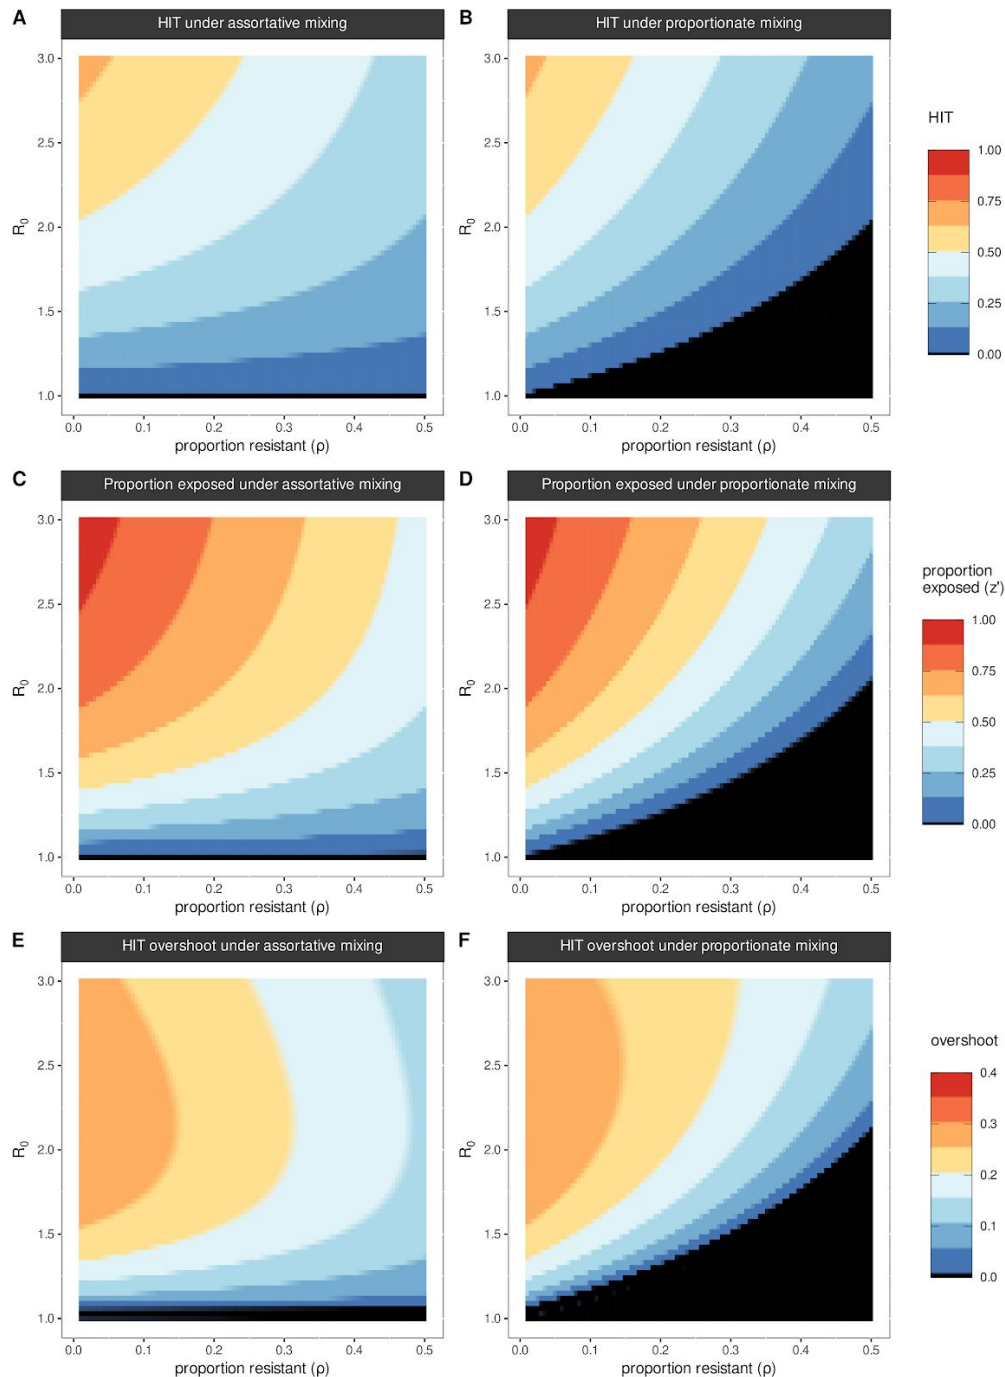 A
HIT under assortative mixing
3.0
2.5
2.0
1.5
1.0
R0
0.0 0.1 0.2 0.3 0.4 0.5
proportion resistant (ρ)
B
HIT under proportionate mixing
3.0
2.5
2.0
1.5
1.0
R0
0.0 0.1 0.2 0.3 0.4 0.5
proportion resistant (ρ)
HIT
1.00
0.75
0.50
0.25
0.00
C
Proportion exposed under assortative mixing
3.0
2.5
2.0
1.5
1.0
R0
0.0 0.1 0.2 0.3 0.4 0.5
proportion resistant (ρ)
D
Proportion exposed under proportionate mixing
3.0
2.5
2.0
1.5
1.0
R0
0.0 0.1 0.2 0.3 0.4 0.5
proportion resistant (ρ)
proportion
exposed (z')
1.00
0.75
0.50
0.25
0.00
E
HIT overshoot under assortative mixing
3.0
2.5
2.0
1.5
1.0
R0
0.0 0.1 0.2 0.3 0.4 0.5
proportion resistant (ρ)
F
HIT overshoot under proportionate mixing
3.0
2.5
2.0
1.5
1.0
R0
0.0 0.1 0.2 0.3 0.4 0.5
proportion resistant (ρ)
overshoot
0.4
0.3
0.2
0.1
0.0